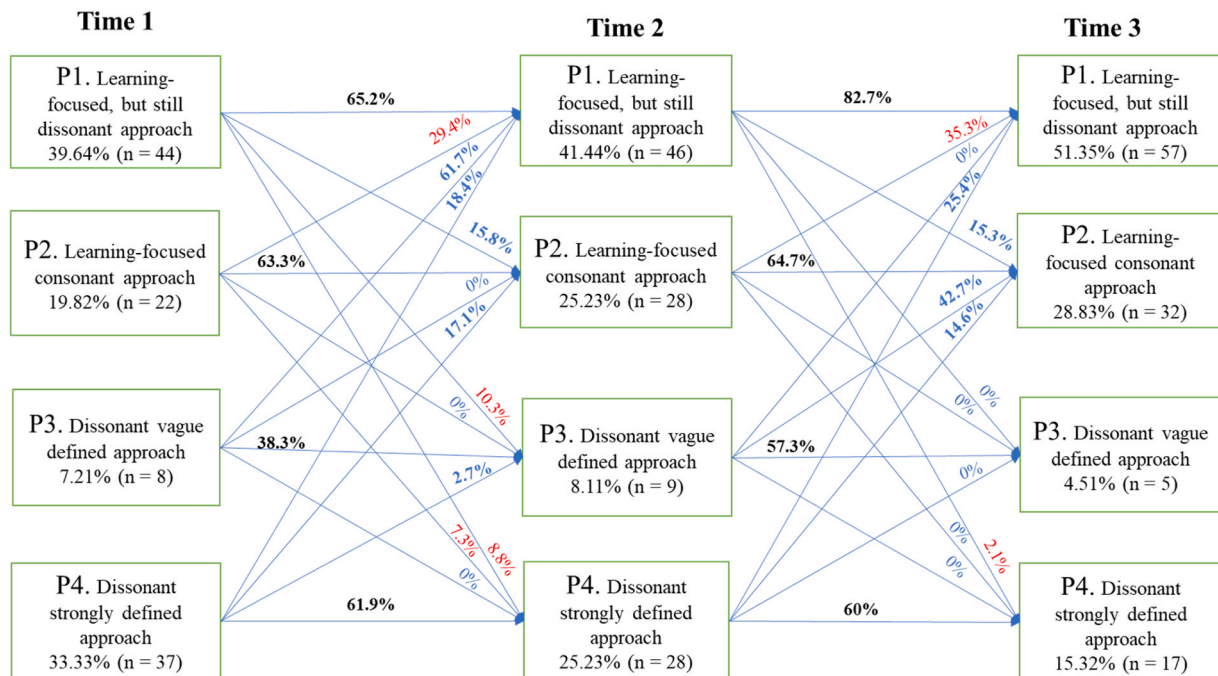 Time 1
Time 2
Time 3
P1. Learning-
focused, but still
dissonant approach
39.64% (n = 44)
P2. Learning-focused
consonant approach
19.82% (n = 22)
P3. Dissonant vague
defined approach
7.21% (n = 8)
P4. Dissonant
strongly defined
approach
33.33% (n = 37)
65.2%
29.4%
61.7%
18.4%
15.8%
63.3%
0%
17.1%
10.3%
0%
38.3%
2.7%
7.3%
8.8%
0%
61.9%
P1. Learning-
focused, but still
dissonant approach
41.44% (n = 46)
P2. Learning-focused
consonant approach
25.23% (n = 28)
P3. Dissonant vague
defined approach
8.11% (n = 9)
P4. Dissonant
strongly defined
approach
25.23% (n = 28)
82.7%
35.3%
0%
25.4%
15.3%
64.7%
42.7%
14.6%
0%
0%
57.3%
0%
0%
2.1%
0%
60%
P1. Learning-
focused, but still
dissonant approach
51.35% (n = 57)
P2. Learning-
focused consonant
approach
28.83% (n = 32)
P3. Dissonant vague
defined approach
4.51% (n = 5)
P4. Dissonant
strongly defined
approach
15.32% (n = 17)